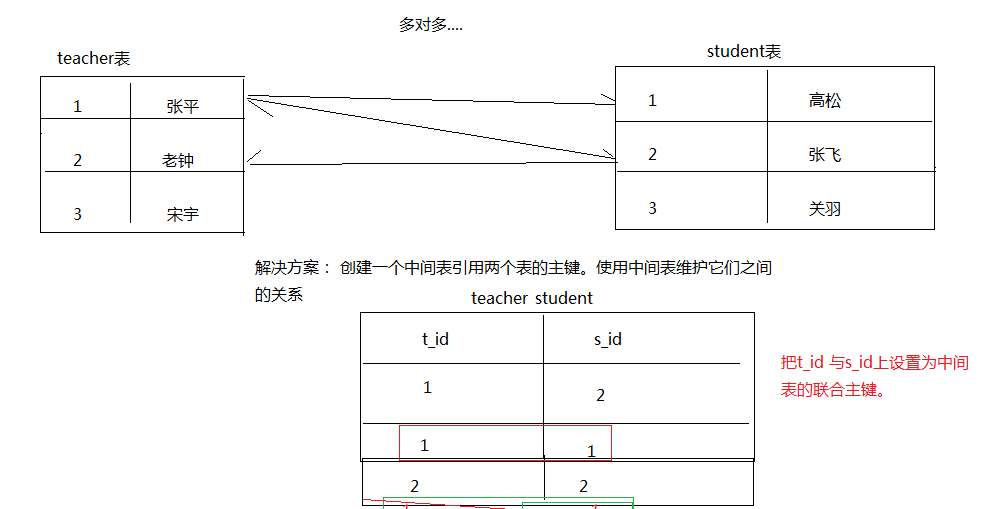 多对多....
teacher表
student表
1 张平
2 老钟
3 宋宇
1 高松
2 张飞
3 关羽
解决方案： 创建一个中间表引用两个表的主键。使用中间表维护它们之间
的关系
teacher student
t_id s_id
1 2
1 1
2 2
把t_id 与s_id上设置为中间
表的联合主键。